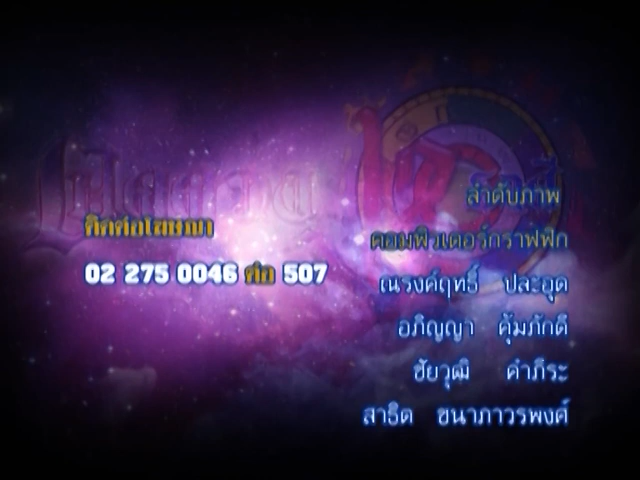 ติดต่อโฆษณา
02 275 0046 ต่อ 507
ลำดับภาพ
คอมพิวเตอร์กราฟฟิก
ณรงค์ฤทธิ์ ปละอุด
อภิญญา คุ้มภักดี
ชัยวุฒิ คำภีระ
สาธิต ชนาภาวรพงศ์